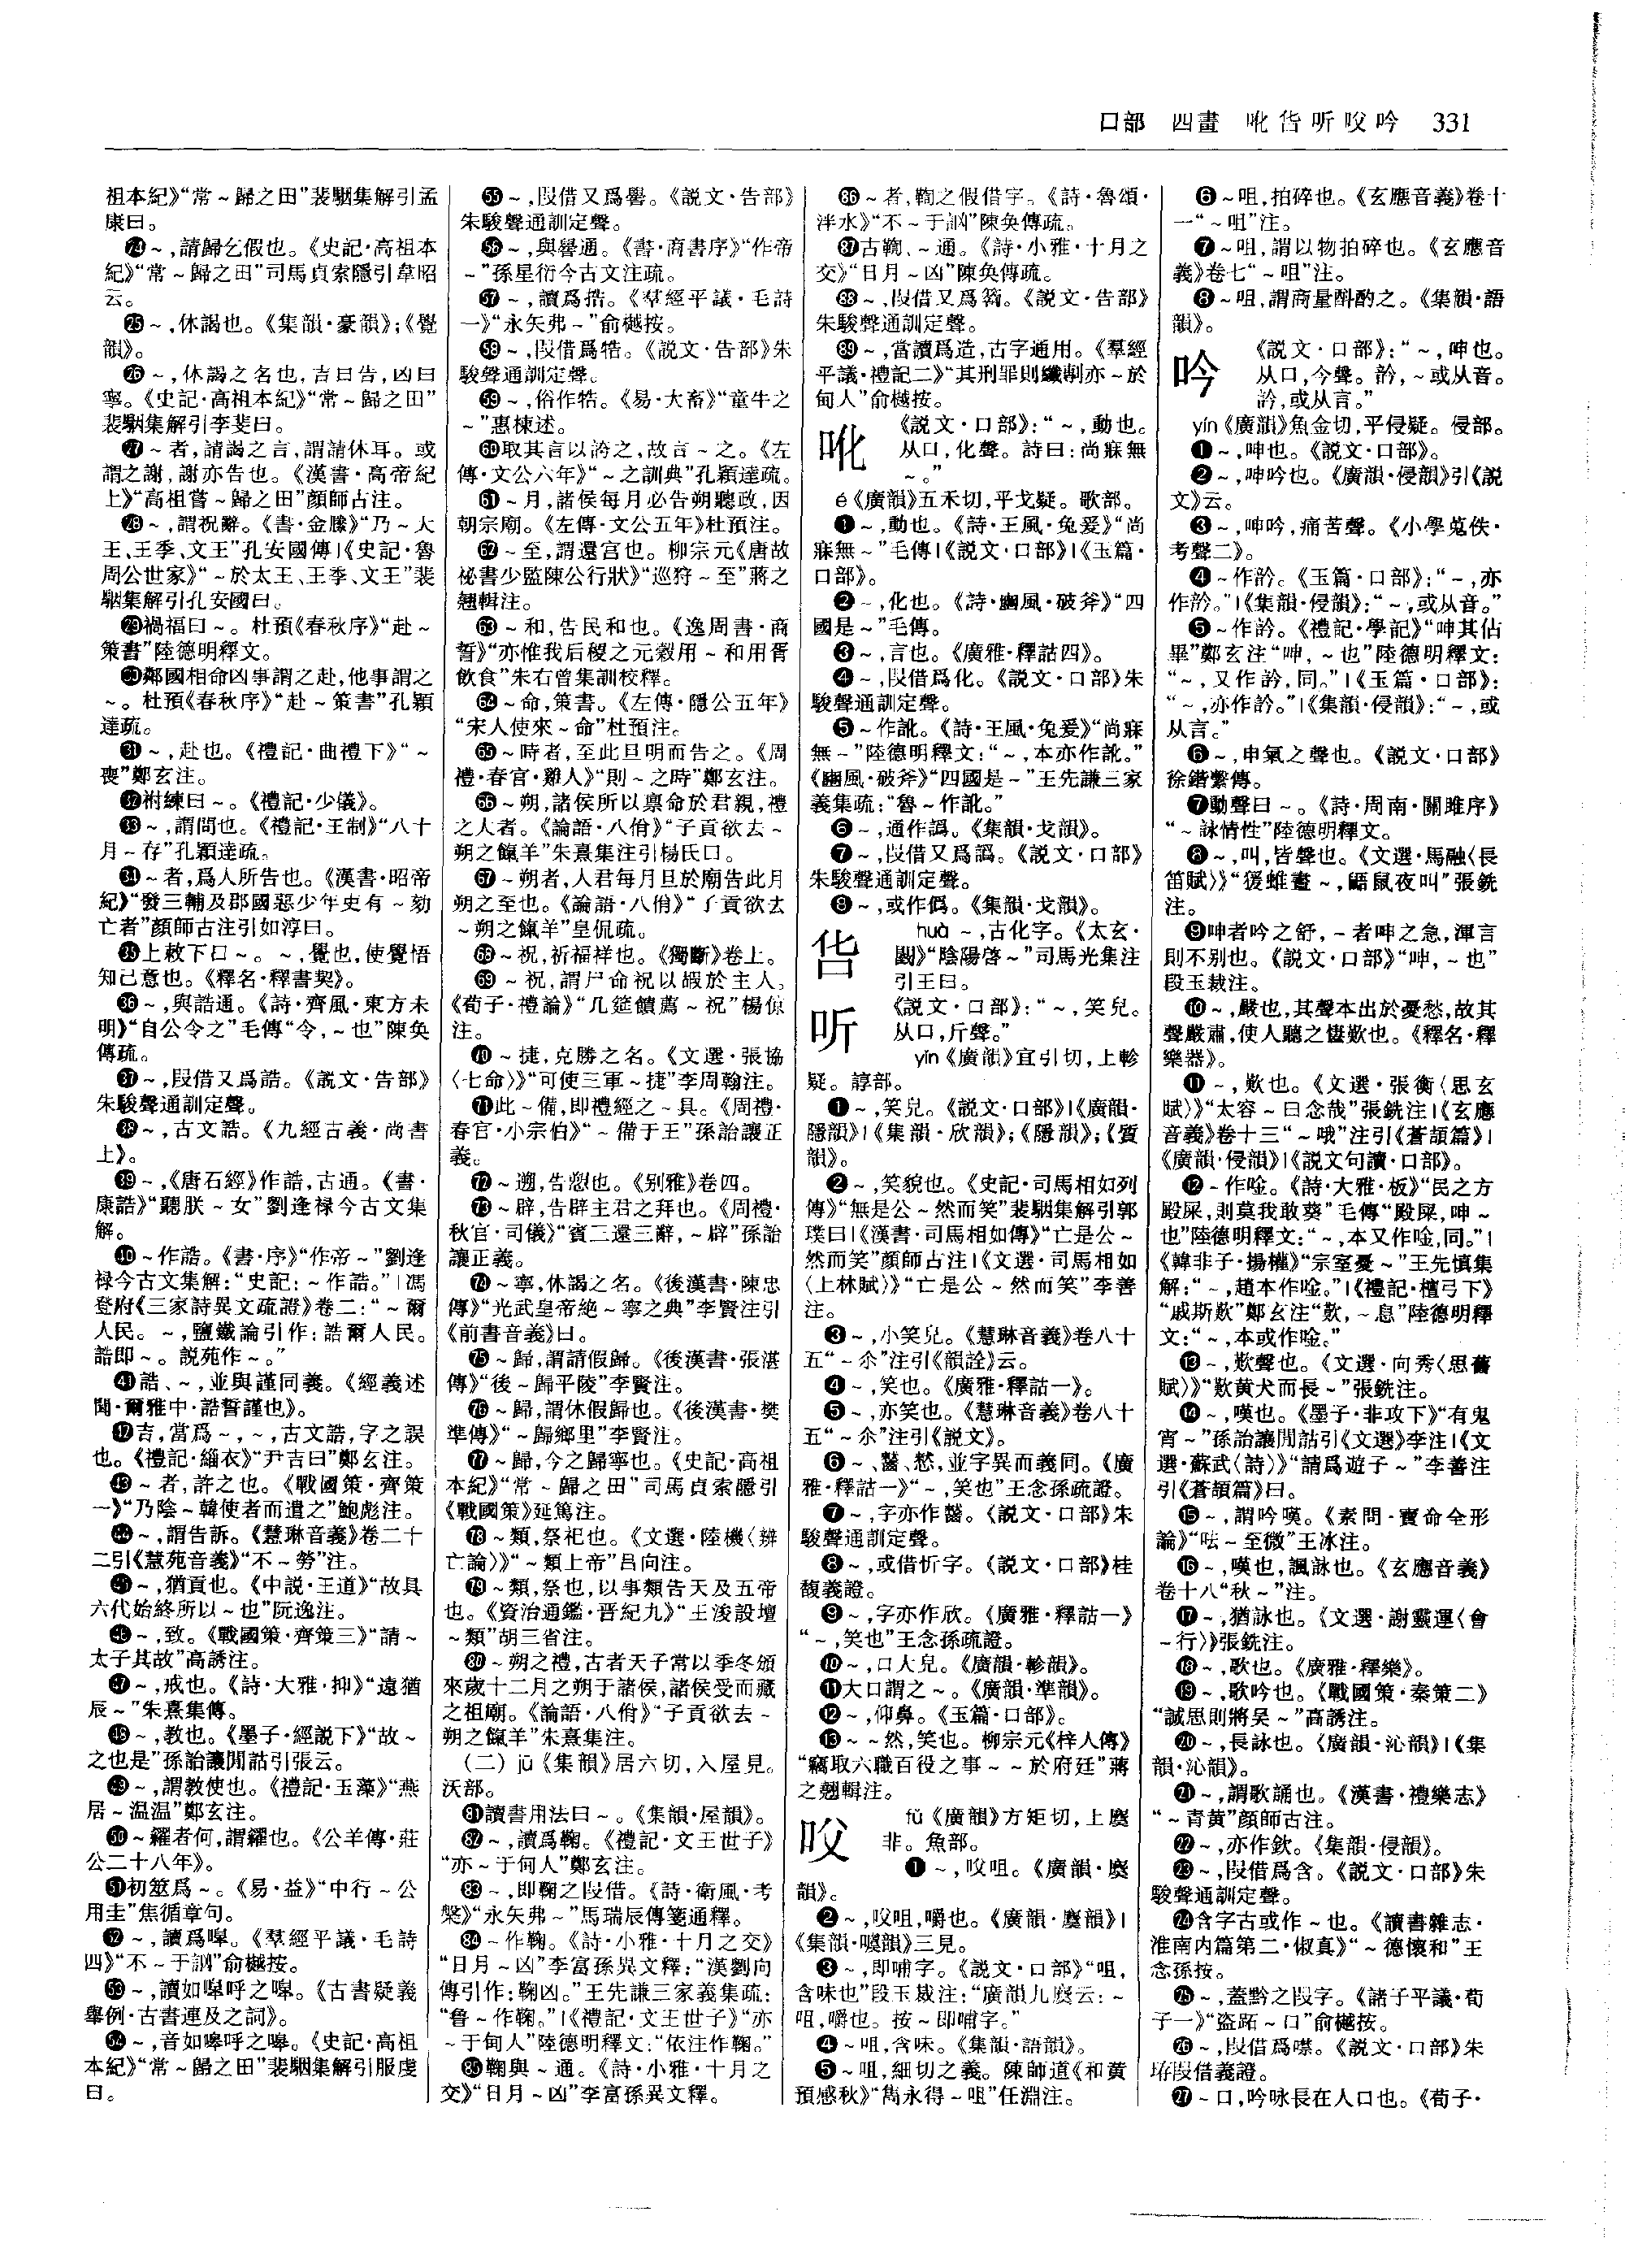 口部　四畫　吪㕦听㕮吟　331
祖本紀》“常～歸之田”裴駰集解引孟
康曰。
㉔～,請歸乞假也。《史記·高祖本
紀》“常～歸之田”司馬貞索隱引韋昭
云。
㉕～,休謁也。《集韻·豪韻》;《覺
韻》。
㉖～,休謁之名也,吉曰告,凶曰
寧。《史記·高祖本紀》“常～歸之田”
裴駰集解引李斐曰。
㉗～者,請謁之言,謂請休耳。或
謂之謝,謝亦告也。《漢書·高帝紀
上》“高祖嘗～歸之田”顏師古注。
㉘～,謂祝辭。《書·金縢》“乃～大
王、王季、文王”孔安國傳|《史記·魯
周公世家》“～於太王、王季、文王”裴
駰集解引孔安國曰。
㉙禍福曰～。杜預《春秋序》“赴～
策書”陸德明釋文。
㉚鄰國相命凶事謂之赴,他事謂之
～。杜預《春秋序》“赴～策書”孔穎
達疏。
㉛～,赴也。《禮記·曲禮下》“～
喪”鄭玄注。
㉜祔練曰～。《禮記·少儀》。
㉝～,謂問也。《禮記·王制》“八十
月～存”孔穎達疏。
㉞～者,爲人所告也。《漢書·昭帝
紀》“發三輔及郡國惡少年吏有～劾
亡者”顏師古注引如淳曰。
㉟上敕下曰～。～,覺也,使覺悟
知己意也。《釋名·釋書契》。
㊱～,與誥通。《詩·齊風·東方未
明》“自公令之”毛傳“令,～也”陳奂
傳疏。
㊲～,叚借又爲誥。《說文·告部》
朱駿聲通訓定聲。
㊳～,古文誥。《九經古義·尚書
上》。
㊴～,《唐石經》作誥,古通。《書·
康誥》“聽朕～女”劉逢禄今古文集
解。
㊵～作誥。《書·序》“作帝～”劉逢
禄今古文集解:“史記:～作誥。”|馮
登府《三家詩異文疏證》卷二:“～爾
人民。～,鹽鐵論引作:誥爾人民。
誥即～。說苑作～。”
㊶誥、～,並與謹同義。《經義述
聞·爾雅中·誥誓謹也》。
㊷吉,當爲～,～,古文誥,字之誤
也。《禮記·緇衣》“尹吉曰”鄭玄注。
㊸～者,許之也。《戰國策·齊策
一》“乃陰～韓使者而遣之”鮑彪注。
㊹～,謂告訴。《慧琳音義》卷二十
二引《慧苑音義》“不～勞”注。
㊺～,猶貢也。《中說·王道》“故具
六代始終所以～也”阮逸注。
㊻～,致。《戰國策·齊策三》“請～
太子其故”高誘注。
㊼～,戒也。《詩·大雅·抑》“遠猶
辰～”朱熹集傳。
㊽～,教也。《墨子·經說下》“故～
之也是”孫詒讓閒詁引張云。
㊾～,謂教使也。《禮記·玉藻》“燕
居～温温”鄭玄注。
㊿～糴者何,謂糴也。《公羊傳·莊
公二十八年》。
51初筮爲～。《易·益》“中行～公
用圭”焦循章句。
52～,讀爲嗥。《羣經平議·毛詩
四》“不～于訩”俞樾按。
53～,讀如嗥呼之嗥。《古書疑義
舉例·古書連及之詞》。
54～,音如嗥呼之嗥。《史記·高祖
本紀》“常～歸之田”裴駰集解引服虔
曰。
55～,叚借又爲嚳。《說文·告部》
朱駿聲通訓定聲。
56～,與嚳通。《書·商書序》“作帝
～”孫星衍今古文注疏。
57～,讀爲捁。《羣經平議·毛詩
一》“永矢弗～”俞樾按。
58～,叚借爲牿。《說文·告部》朱
駿聲通訓定聲。
59～,俗作牿。《易·大畜》“童牛之
～”惠棟述。
60取其言以誇之,故言～之。《左
傳·文公六年》“～之訓典”孔穎達疏。
61～月,諸侯每月必告朔聽政,因
朝宗廟。《左傳·文公五年》杜預注。
62～至,謂還宫也。柳宗元《唐故
祕書少監陳公行狀》“巡狩～至”蔣之
翹輯注。
63～和,告民和也。《逸周書·商
誓》“亦惟我后稷之元穀用～和用胥
飲食”朱右曾集訓校釋。
64～命,策書。《左傳·隱公五年》
“宋人使來～命”杜預注。
65～時者,至此旦明而告之。《周
禮·春官·雞人》“則～之時”鄭玄注。
66～朔,諸侯所以禀命於君親,禮
之大者。《論語·八佾》“子貢欲去～
朔之餼羊”朱熹集注引楊氏曰。
67～朔者,人君每月旦於廟告此月
朔之至也。《論語·八佾》“子貢欲去
～朔之餼羊”皇侃疏。
68～祝,祈福祥也。《獨斷》卷上。
69～祝,謂尸命祝以嘏於主人。
《荀子·禮論》“几筵饋薦～祝”楊倞
注。
70～捷,克勝之名。《文選·張協
〈七命〉》“可使三軍～捷”李周翰注。
71此～備,即禮經之～具。《周禮·
春官·小宗伯》“～備于王”孫詒讓正
義。
72～遡,告愬也。《别雅》卷四。
73～辟,告辟主君之拜也。《周禮·
秋官·司儀》“賓三還三辭,～辟”孫詒
讓正義。
74～寧,休謁之名。《後漢書·陳忠
傳》“光武皇帝絶～寧之典”李賢注引
《前書音義》曰。
75～歸,謂請假歸。《後漢書·張湛
傳》“後～歸平陵”李賢注。
76～歸,謂休假歸也。《後漢書·樊
準傳》“～歸鄉里”李賢注。
77～歸,今之歸寧也。《史記·高祖
本紀》“常～歸之田”司馬貞索隱引
《戰國策》延篤注。
78～類,祭祀也。《文選·陸機〈辨
亡論〉》“～類上帝”吕向注。
79～類,祭也,以事類告天及五帝
也。《資治通鑑·晋紀九》“王浚設壇
～類”胡三省注。
80～朔之禮,古者天子常以季冬頒
來歲十二月之朔于諸侯,諸侯受而藏
之祖廟。《論語·八佾》“子貢欲去～
朔之餼羊”朱熹集注。
(二)jū《集韻》居六切,入屋見。
沃部。
81讀書用法曰～。《集韻·屋韻》。
82～,讀爲鞠。《禮記·文王世子》
“亦～于甸人”鄭玄注。
83～,即鞠之叚借。《詩·衛風·考
槃》“永矢弗～”馬瑞辰傳箋通釋。
84～作鞠。《詩·小雅·十月之交》
“日月～凶”李富孫異文釋:“漢劉向
傳引作:鞠凶。”王先謙三家義集疏:
“魯～作鞠。”|《禮記·文王世子》“亦
～于甸人”陸德明釋文:“依注作鞠。”
85鞠與～通。《詩·小雅·十月之
交》“日月～凶”李富孫異文釋。
86～者,鞫之假借字。《詩·魯頌·
泮水》“不～于訩”陳奂傳疏。
87古鞫、～通。《詩·小雅·十月之
交》“日月～凶”陳奂傳疏。
88～,叚借又爲簕。《說文·告部》
朱駿聲通訓定聲。
89～,當讀爲造,古字通用。《羣經
平議·禮記二》“其刑罪則纖剸亦～於
甸人”俞樾按。
吪
《說文·口部》:“～,動也。
从口,化聲。詩曰:尚寐無
～。”
é《廣韻》五禾切,平戈疑。歌部。
❶～,動也。《詩·王風·兔爰》“尚
寐無～”毛傳|《說文·口部》|《玉篇·
口部》。
❷～,化也。《詩·豳風·破斧》“四
國是～”毛傳。
❸～,言也。《廣雅·釋詁四》。
❹～,叚借爲化。《說文·口部》朱
駿聲通訓定聲。
❺～作訛。《詩·王風·兔爰》“尚寐
無～”陸德明釋文:“～,本亦作訛。”
《豳風·破斧》“四國是～”王先謙三家
義集疏:“魯～作訛。”
❻～,通作譌。《集韻·戈韻》。
❼～,叚借又爲譌。《說文·口部》
朱駿聲通訓定聲。
❽～,或作僞。《集韻·戈韻》。
㕦
huà　～,古化字。《太玄·
闕》“陰陽啓～”司馬光集注
引王曰。
听
《說文·口部》:“～,笑皃。
从口,斤聲。”
yǐn《廣韻》宜引切,上軫
疑。諄部。
❶～,笑皃。《說文·口部》|《廣韻·
隱韻》|《集韻·欣韻》;《隱韻》;《質
韻》。
❷～,笑貌也。《史記·司馬相如列
傳》“無是公～然而笑”裴駰集解引郭
璞曰|《漢書·司馬相如傳》“亡是公～
然而笑”顏師古注|《文選·司馬相如
〈上林賦〉》“亡是公～然而笑”李善
注。
❸～,小笑皃。《慧琳音義》卷八十
五“～尒”注引《韻詮》云。
❹～,笑也。《廣雅·釋詁一》。
❺～,亦笑也。《慧琳音義》卷八十
五“～尒”注引《說文》。
❻～、㘈、憖,並字異而義同。《廣
雅·釋詁一》“～,笑也”王念孫疏證。
❼～,字亦作齗。《說文·口部》朱
駿聲通訓定聲。
❽～,或借忻字。《說文·口部》桂
馥義證。
❾～,字亦作欣。《廣雅·釋詁一》
“～,笑也”王念孫疏證。
❿～,口大皃。《廣韻·軫韻》。
⓫大口謂之～。《廣韻·準韻》。
⓬～,仰鼻。《玉篇·口部》。
⓭～～然,笑也。柳宗元《梓人傳》
“竊取六職百役之事～～於府廷”蔣
之翹輯注。
㕮
fǔ《廣韻》方矩切,上麌
非。魚部。
❶～,㕮咀。《廣韻·麌
韻》。
❷～,㕮咀,嚼也。《廣韻·麌韻》|
《集韻·噳韻》三見。
❸～,即哺字。《說文·口部》“咀,
含味也”段玉裁注:“廣韻九麌云:～
咀,嚼也。按～即哺字。”
❹～咀,含味。《集韻·語韻》。
❺～咀,細切之義。陳師道《和黄
預感秋》“雋永得～咀”任淵注。
❻～咀,拍碎也。《玄應音義》卷十
一“～咀”注。
❼～咀,謂以物拍碎也。《玄應音
義》卷七“～咀”注。
❽～咀,謂商量斟酌之。《集韻·語
韻》。
吟
《說文·口部》:“～,呻也。
从口,今聲。訡,～或从音。
訡,或从言。”
yín《廣韻》魚金切,平侵疑。侵部。
❶～,呻也。《說文·口部》。
❷～,呻吟也。《廣韻·侵韻》引《說
文》云。
❸～,呻吟,痛苦聲。《小學蒐佚·
考聲二》。
❹～作訡。《玉篇·口部》:“～,亦
作訡。”|《集韻·侵韻》:“～,或从音。”
❺～作訡。《禮記·學記》“呻其佔
畢”鄭玄注“呻,～也”陸德明釋文:
“～,又作訡,同。”|《玉篇·口部》:
“～,亦作訡。”|《集韻·侵韻》:“～,或
从言。”
❻～,申氣之聲也。《說文·口部》
徐鍇繫傳。
❼動聲曰～。《詩·周南·關雎序》
“～詠情性”陸德明釋文。
❽～,叫,皆聲也。《文選·馬融〈長
笛賦〉》“猨蜼晝～,鼯鼠夜叫”張銑
注。
❾呻者吟之舒,～者呻之急,渾言
則不别也。《說文·口部》“呻,～也”
段玉裁注。
❿～,嚴也,其聲本出於憂愁,故其
聲嚴肅,使人聽之悽歎也。《釋名·釋
樂器》。
⓫～,歎也。《文選·張衡〈思玄
賦〉》“太容～曰念哉”張銑注|《玄應
音義》卷十三“～哦”注引《蒼頡篇》|
《廣韻·侵韻》|《說文句讀·口部》。
⓬～作唫。《詩·大雅·板》“民之方
殿屎,則莫我敢葵”毛傳“殿屎,呻～
也”陸德明釋文:“～,本又作唫,同。”|
《韓非子·揚權》“宗室憂～”王先慎集
解:“～,趙本作唫。”|《禮記·檀弓下》
“戚斯歎”鄭玄注“歎,～息”陸德明釋
文:“～,本或作唫。”
⓭～,歎聲也。《文選·向秀〈思舊
賦〉》“歎黄犬而長～”張銑注。
⓮～,嘆也。《墨子·非攻下》“有鬼
宵～”孫詒讓閒詁引《文選》李注|《文
選·蘇武〈詩〉》“請爲遊子～”李善注
引《蒼頡篇》曰。
⓯～,謂吟嘆。《素問·寶命全形
論》“呿～至微”王冰注。
⓰～,嘆也,諷詠也。《玄應音義》
卷十八“秋～”注。
⓱～,猶詠也。《文選·謝靈運〈會
～行〉》張銑注。
⓲～,歌也。《廣雅·釋樂》。
⓳～,歌吟也。《戰國策·秦策二》
“誠思則將吴～”高誘注。
⓴～,長詠也。《廣韻·沁韻》|《集
韻·沁韻》。
㉑～,謂歌誦也。《漢書·禮樂志》
“～青黄”顏師古注。
㉒～,亦作欽。《集韻·侵韻》。
㉓～,叚借爲含。《說文·口部》朱
駿聲通訓定聲。
㉔含字古或作～也。《讀書雜志·
淮南内篇第二·俶真》“～德懷和”王
念孫按。
㉕～,蓋黔之叚字。《諸子平議·荀
子一》“盗跖～口”俞樾按。
㉖～,叚借爲噤。《說文·口部》朱
珔叚借義證。
㉗～口,吟咏長在人口也。《荀子·